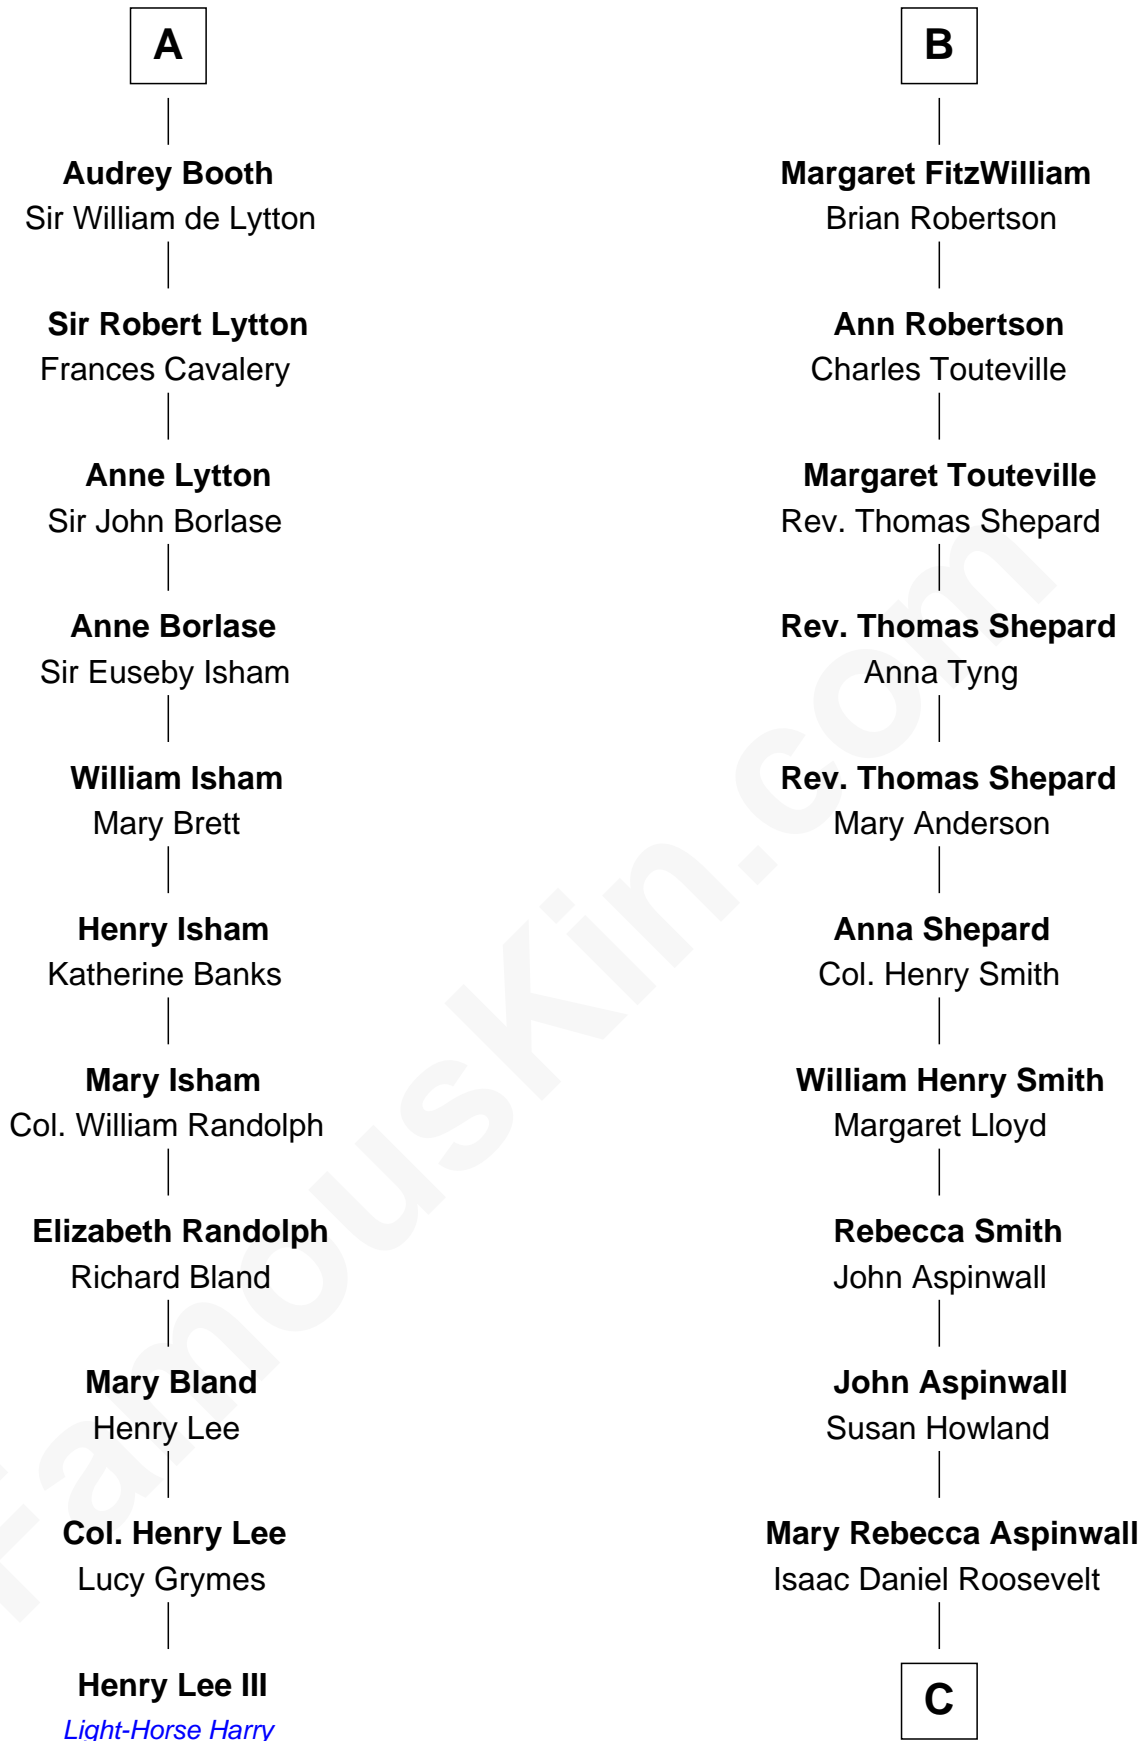 A
Audrey Booth
Sir William de Lytton
Sir Robert Lytton
Frances Cavalery
Anne Lytton
Sir John Borlase
Anne Borlase
Sir Euseby Isham
William Isham
Mary Brett
Henry Isham
Katherine Banks
Mary Isham
Col. William Randolph
Elizabeth Randolph
Richard Bland
Mary Bland
Henry Lee
Col. Henry Lee
Lucy Grymes
Henry Lee III
Light-Horse Harry
B
Margaret FitzWilliam
Brian Robertson
Ann Robertson
Charles Touteville
Margaret Touteville
Rev. Thomas Shepard
Rev. Thomas Shepard
Anna Tyng
Rev. Thomas Shepard
Mary Anderson
Anna Shepard
Col. Henry Smith
William Henry Smith
Margaret Lloyd
Rebecca Smith
John Aspinwall
John Aspinwall
Susan Howland
Mary Rebecca Aspinwall
Isaac Daniel Roosevelt
C
FamousKin.com